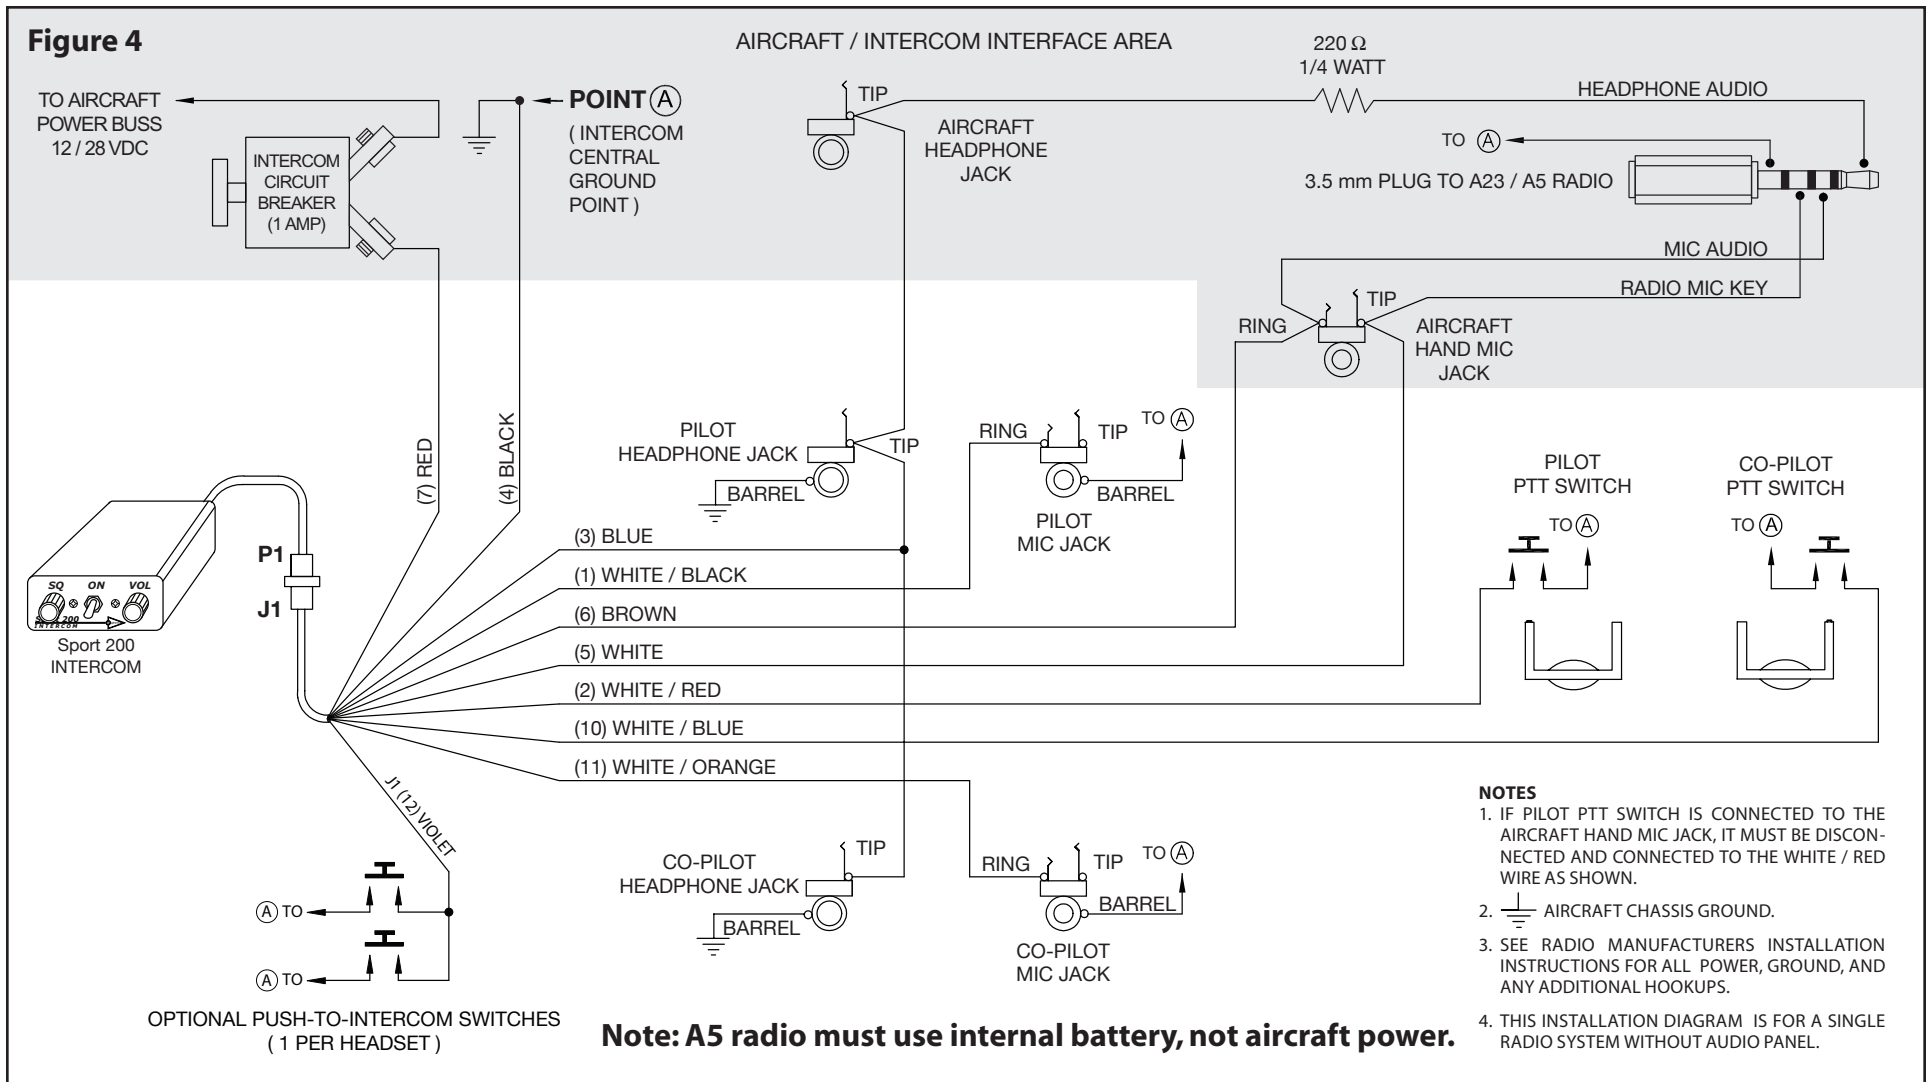 Figure 4
AIRCRAFT / INTERCOM INTERFACE AREA
220 Ω
1/4 WATT
TO AIRCRAFT
POWER BUSS
12 / 28 VDC
INTERCOM
CIRCUIT
BREAKER
(1 AMP)
POINT A
( INTERCOM
CENTRAL
GROUND
POINT )
TIP
AIRCRAFT
HEADPHONE
JACK
HEADPHONE AUDIO
TO A
3.5 mm PLUG TO A23 / A5 RADIO
MIC AUDIO
RADIO MIC KEY
RING
TIP
AIRCRAFT
HAND MIC
JACK
(7) RED
(4) BLACK
PILOT
HEADPHONE JACK
TIP
BARREL
RING
TIP
TO A
BARREL
PILOT
MIC JACK
PILOT
PTT SWITCH
TO A
CO-PILOT
PTT SWITCH
TO A
P1
J1
SQ ON VOL
INTERCOM
Sport 200
INTERCOM
(3) BLUE
(1) WHITE / BLACK
(6) BROWN
(5) WHITE
(2) WHITE / RED
(10) WHITE / BLUE
(11) WHITE / ORANGE
J1 (12) VIOLET
A TO
A TO
OPTIONAL PUSH-TO-INTERCOM SWITCHES
( 1 PER HEADSET )
CO-PILOT
HEADPHONE JACK
TIP
BARREL
RING
TIP
TO A
BARREL
CO-PILOT
MIC JACK
Note: A5 radio must use internal battery, not aircraft power.
NOTES
1. IF PILOT PTT SWITCH IS CONNECTED TO THE
AIRCRAFT HAND MIC JACK, IT MUST BE DISCON-
NECTED AND CONNECTED TO THE WHITE / RED
WIRE AS SHOWN.
2. AIRCRAFT CHASSIS GROUND.
3. SEE RADIO MANUFACTURERS INSTALLATION
INSTRUCTIONS FOR ALL POWER, GROUND, AND
ANY ADDITIONAL HOOKUPS.
4. THIS INSTALLATION DIAGRAM IS FOR A SINGLE
RADIO SYSTEM WITHOUT AUDIO PANEL.